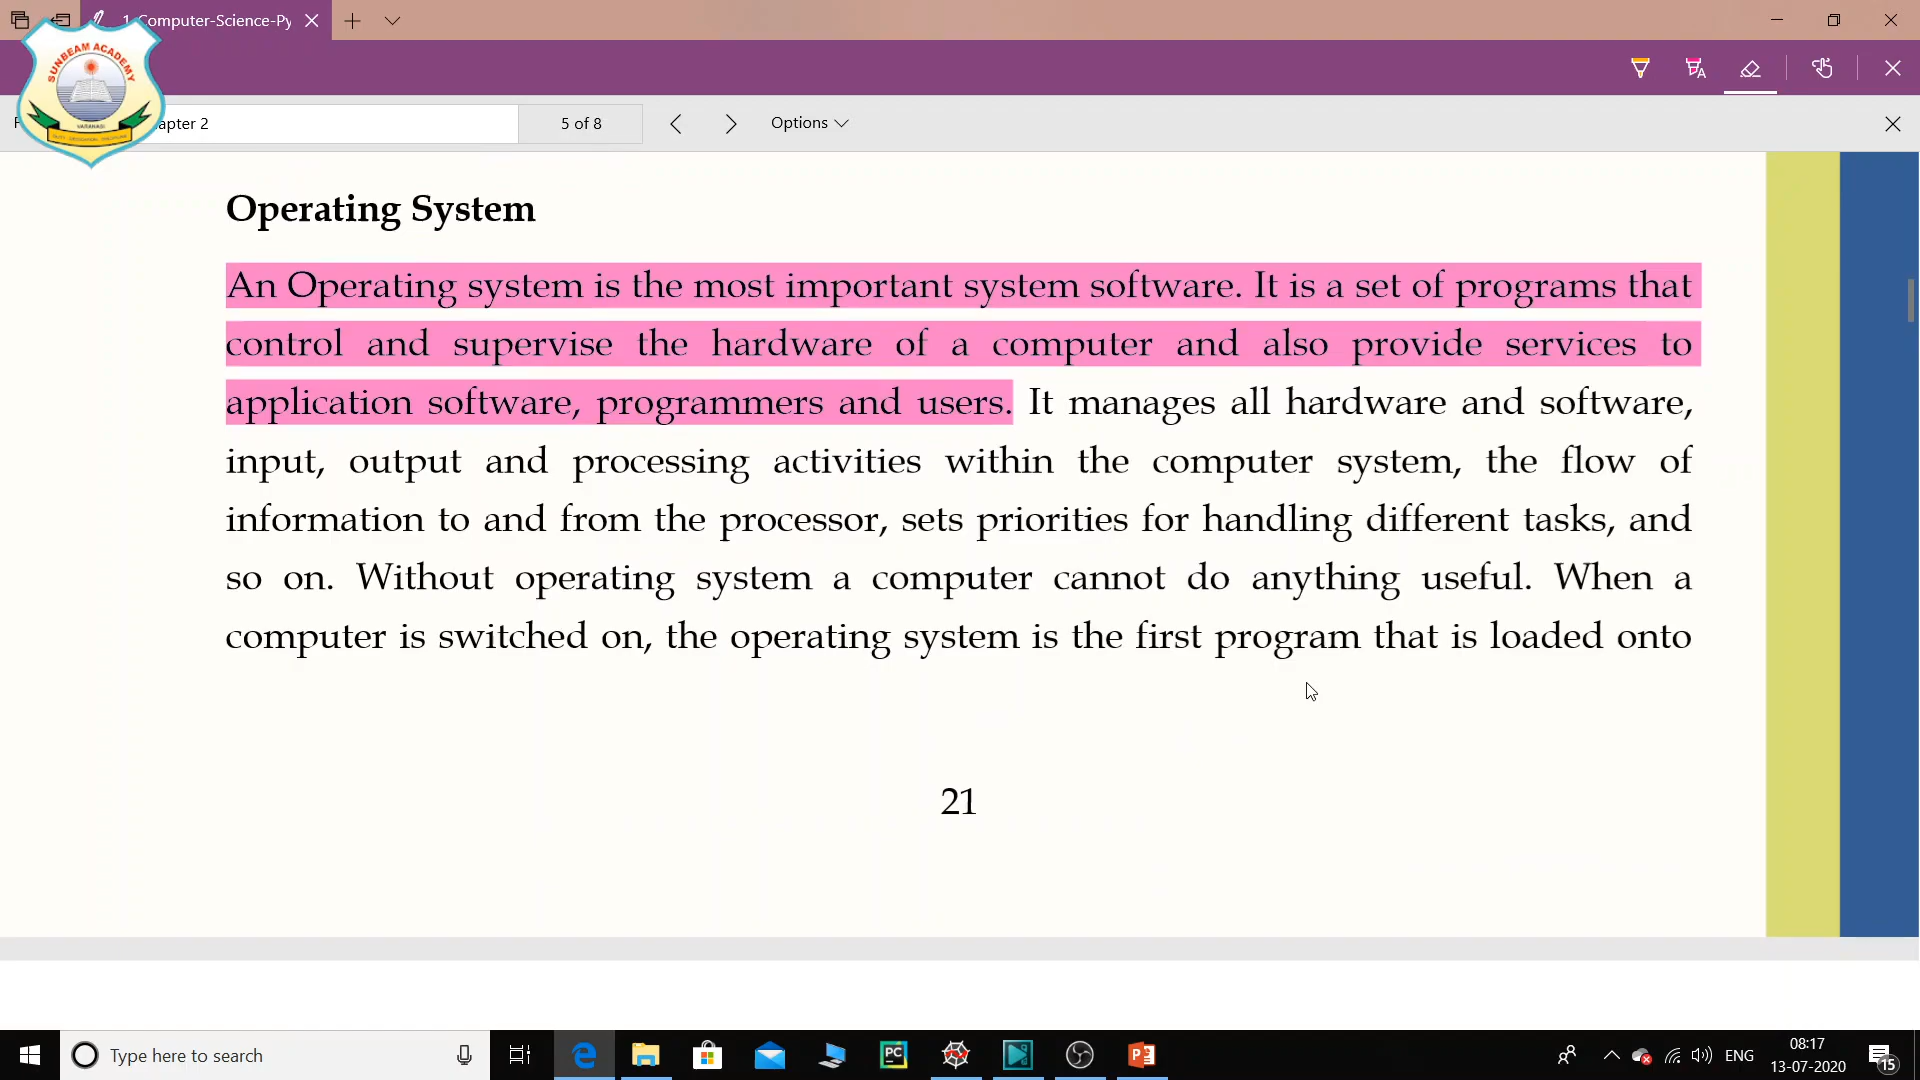 1_Computer-Science-Py
SUNBEAM ACADEMY
VARANASI
apter 2
5 of 8
Options
Operating System
An Operating system is the most important system software. It is a set of programs that
control and supervise the hardware of a computer and also provide services to
application software, programmers and users. It manages all hardware and software,
input, output and processing activities within the computer system, the flow of
information to and from the processor, sets priorities for handling different tasks, and
so on. Without operating system a computer cannot do anything useful. When a
computer is switched on, the operating system is the first program that is loaded onto
21
Type here to search
ENG
08:17
13-07-2020
15